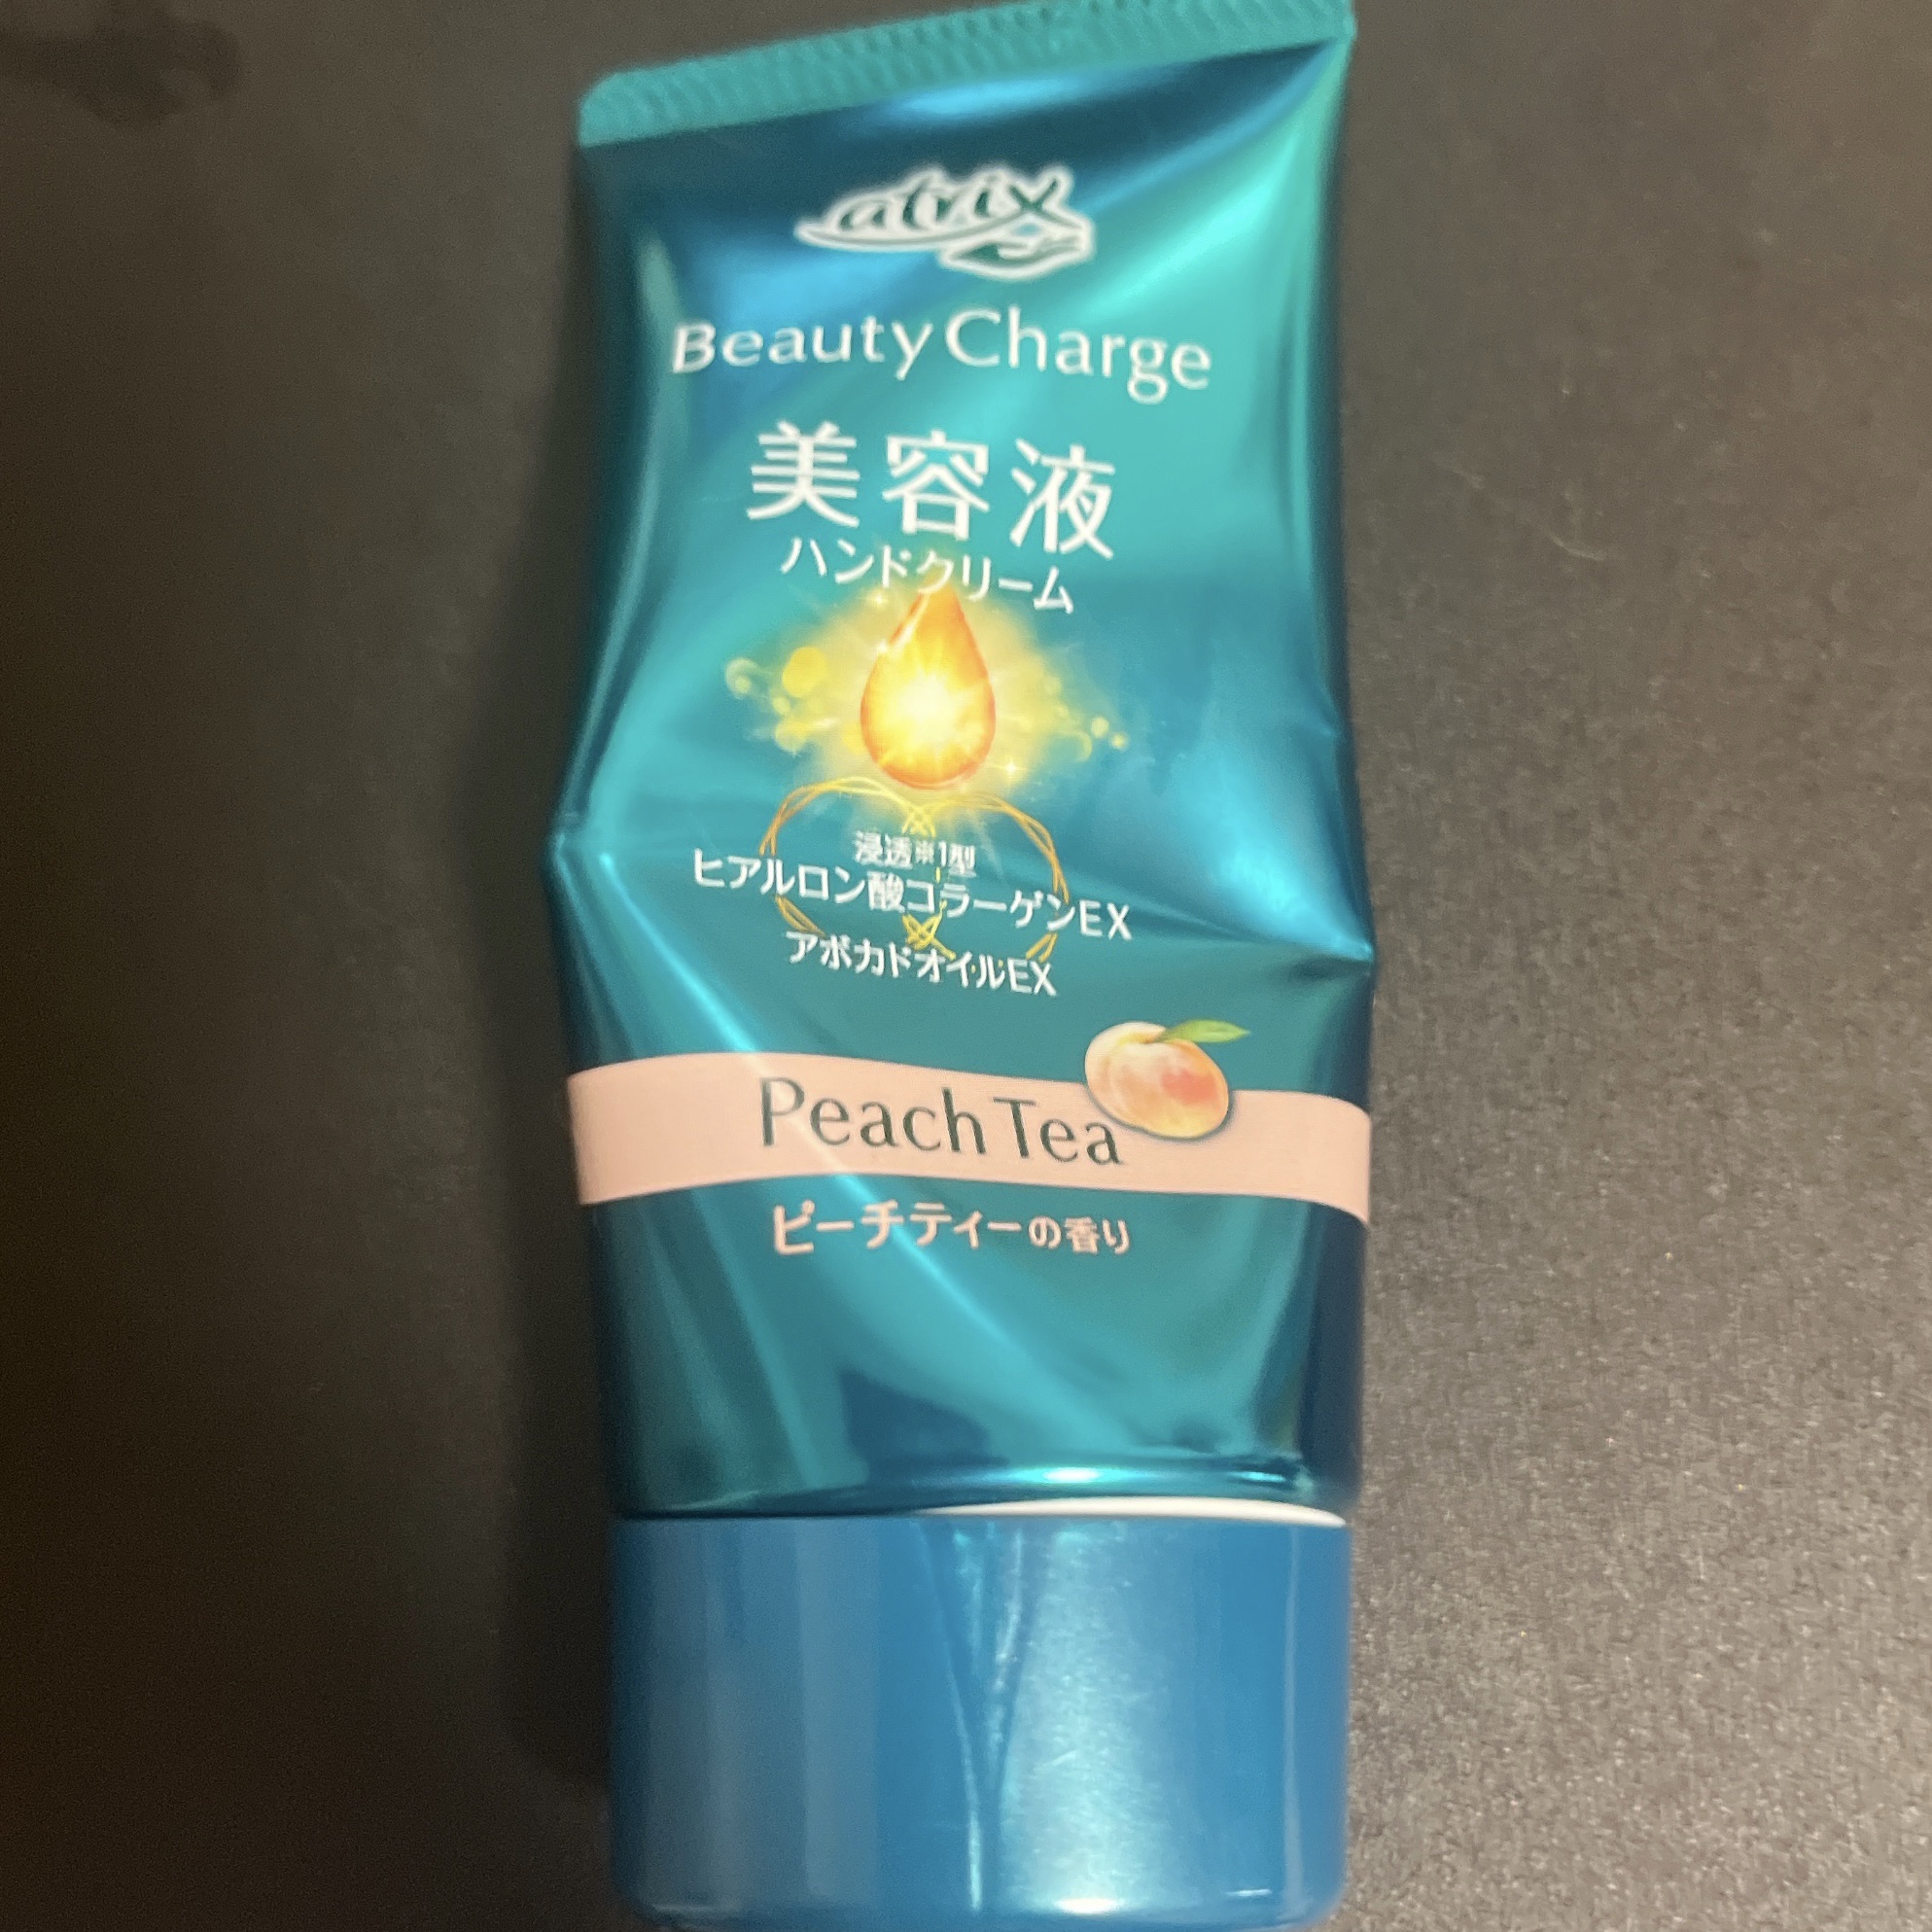 atrix
Beauty Charge
美容液
ハンドクリーム
浸透※1型
ヒアルロン酸コラーゲンEX
アボカドオイルEX
Peach Tea
ピーチティーの香り